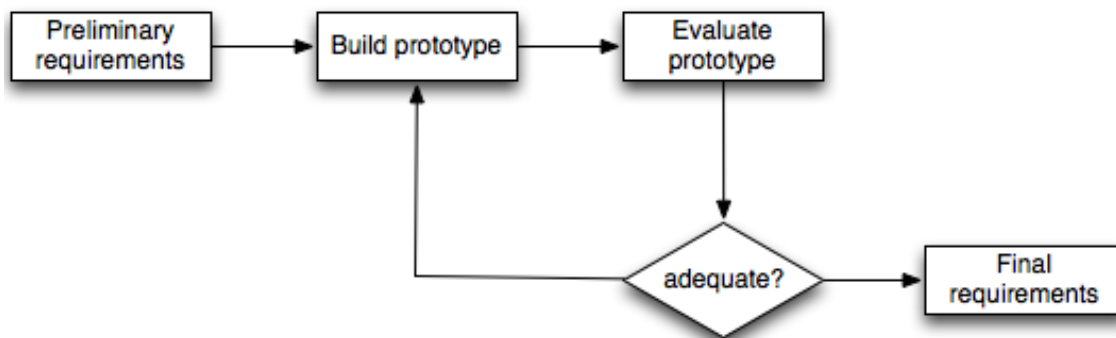 Preliminary
requirements
Build prototype
Evaluate
prototype
adequate?
Final
requirements